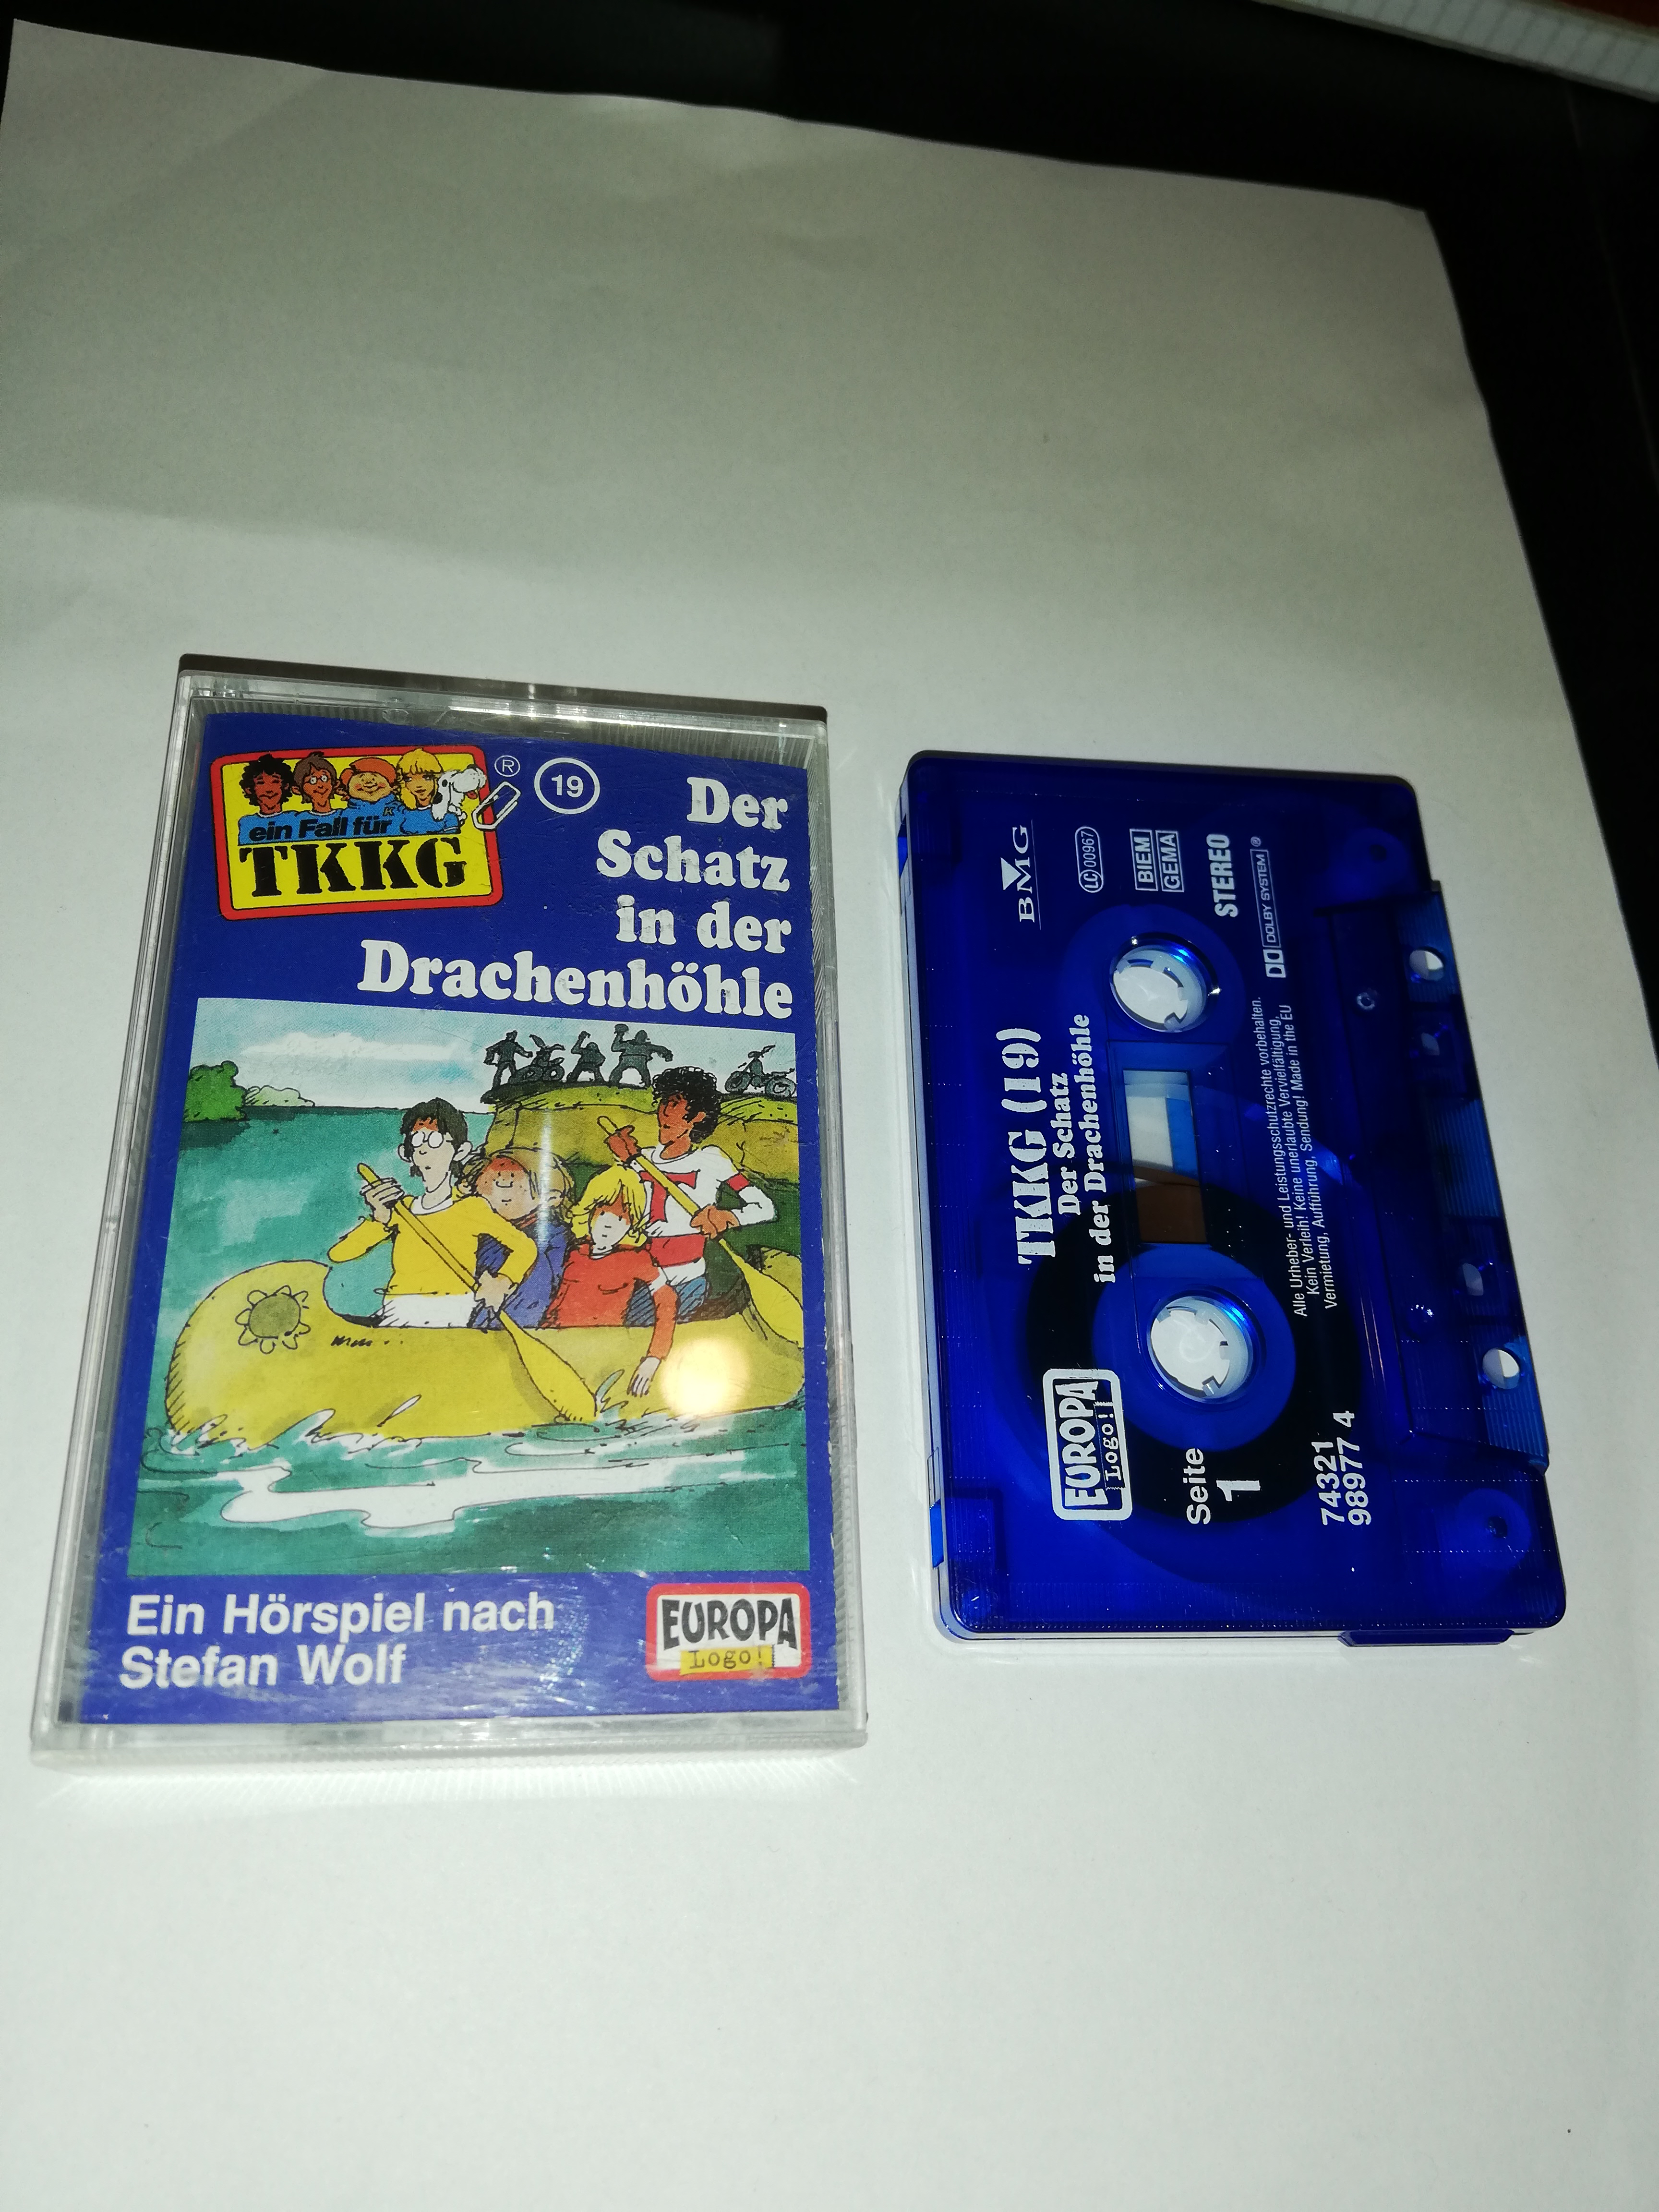 ein Fall für
TKKG
®
19
Der
Schatz
in der
Drachenhöhle
Ein Hörspiel nach
Stefan Wolf
EUROPA
Logo!
TKKG (19)
Der Schatz
in der Drachenhöhle
BMG
LC 00967
BIEM
GEMA
STEREO
DOLBY SYSTEM ®
EUROPA
Logo!
Seite
1
Alle Urheber- und Leistungsschutzrechte vorbehalten.
Kein Verleih! Keine unerlaubte Vervielfältigung,
Vermietung, Aufführung, Sendung! Made in the EU
74321
98977 4